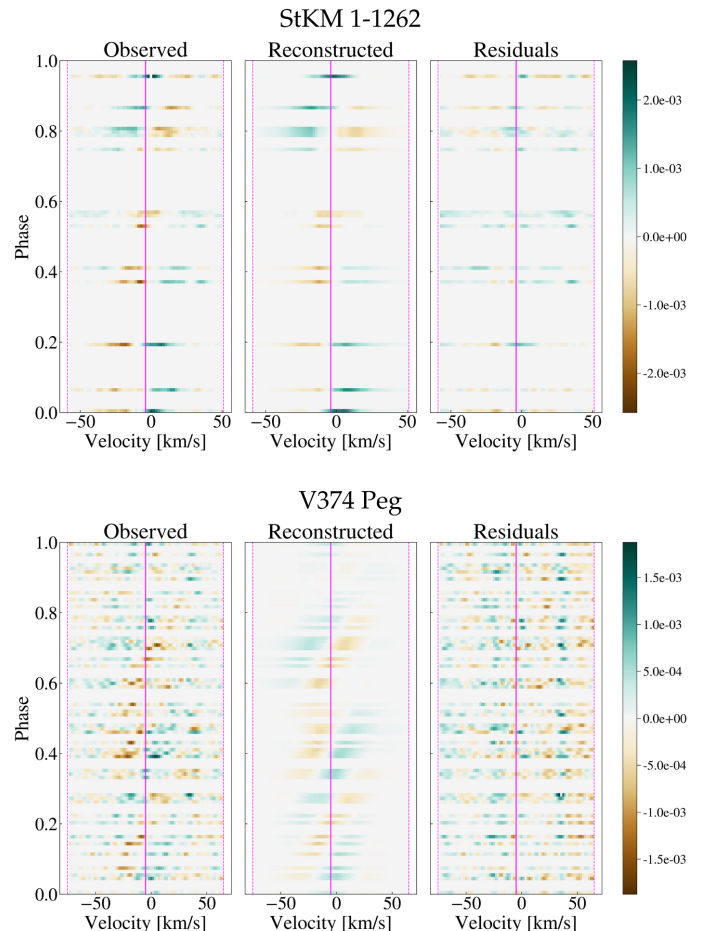 StKM 1-1262
Observed Reconstructed Residuals
1.0
0.8
0.6
0.4
0.2
0.0
Phase
−50 0 50 −50 0 50 −50 0 50
Velocity [km/s] Velocity [km/s] Velocity [km/s]
2.0e-03
1.0e-03
0.0e+00
-1.0e-03
-2.0e-03
V374 Peg
Observed Reconstructed Residuals
1.0
0.8
0.6
0.4
0.2
0.0
Phase
−50 0 50 −50 0 50 −50 0 50
Velocity [km/s] Velocity [km/s] Velocity [km/s]
1.5e-03
1.0e-03
5.0e-04
0.0e+00
-5.0e-04
-1.0e-03
-1.5e-03